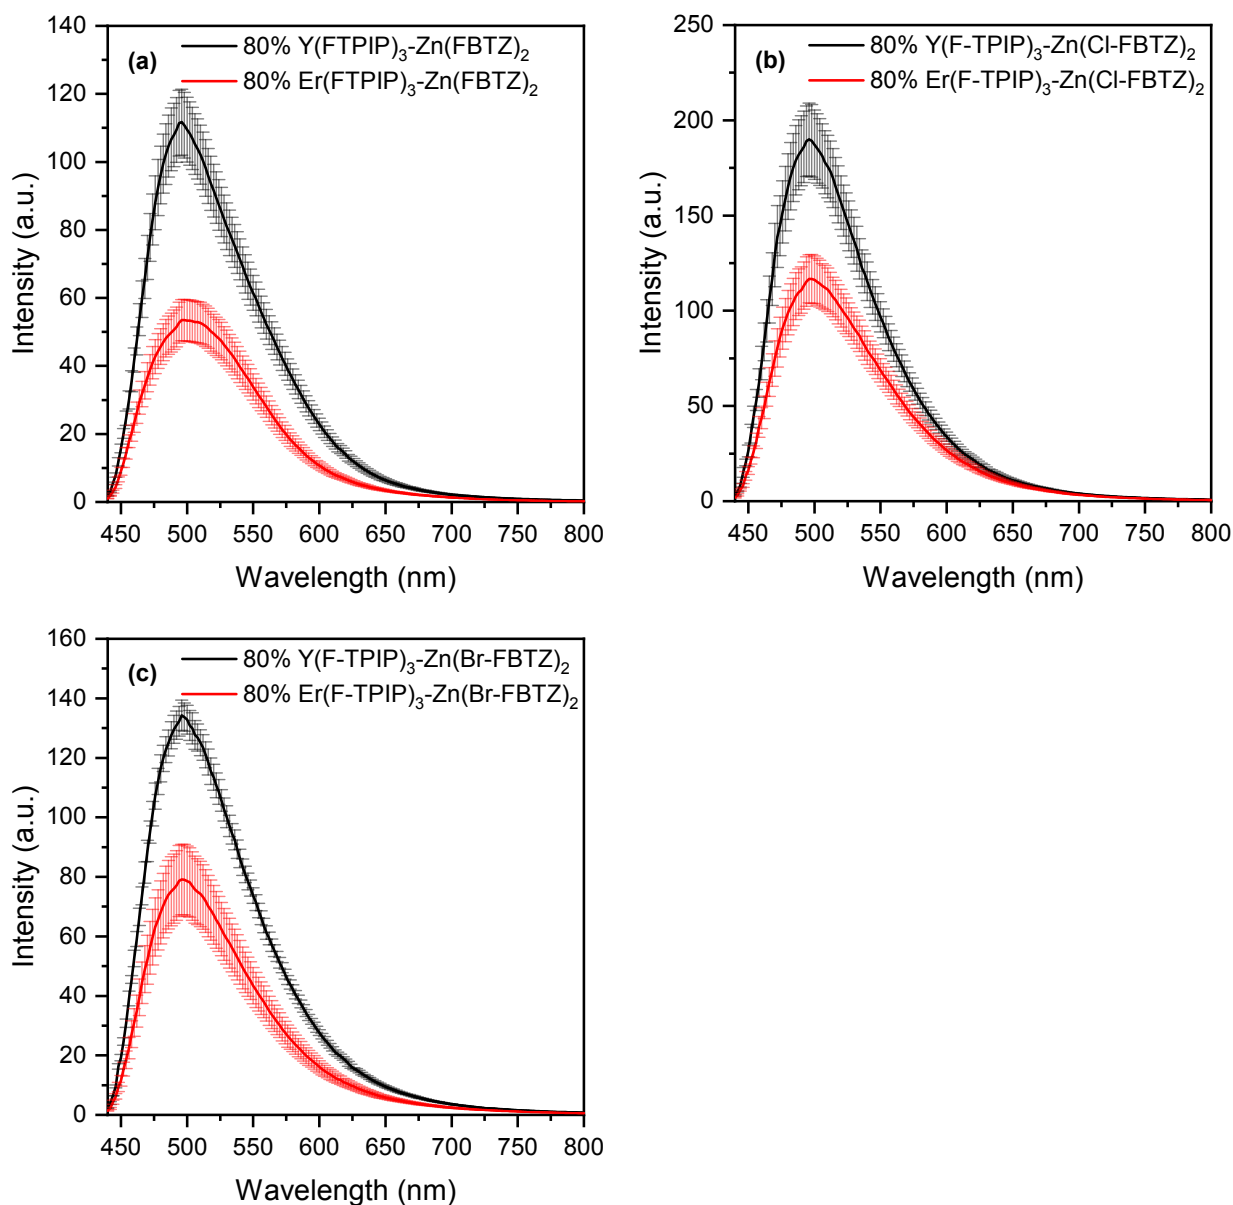 140
120
100
80
60
40
20
0
Intensity (a.u.)
(a)
80% Y(FTPIP)₃-Zn(FBTZ)₂
80% Er(FTPIP)₃-Zn(FBTZ)₂
450 500 550 600 650 700 750 800
Wavelength (nm)
250
200
150
100
50
0
Intensity (a.u.)
(b)
80% Y(F-TPIP)₃-Zn(Cl-FBTZ)₂
80% Er(F-TPIP)₃-Zn(Cl-FBTZ)₂
450 500 550 600 650 700 750 800
Wavelength (nm)
160
140
120
100
80
60
40
20
0
Intensity (a.u.)
(c)
80% Y(F-TPIP)₃-Zn(Br-FBTZ)₂
80% Er(F-TPIP)₃-Zn(Br-FBTZ)₂
450 500 550 600 650 700 750 800
Wavelength (nm)